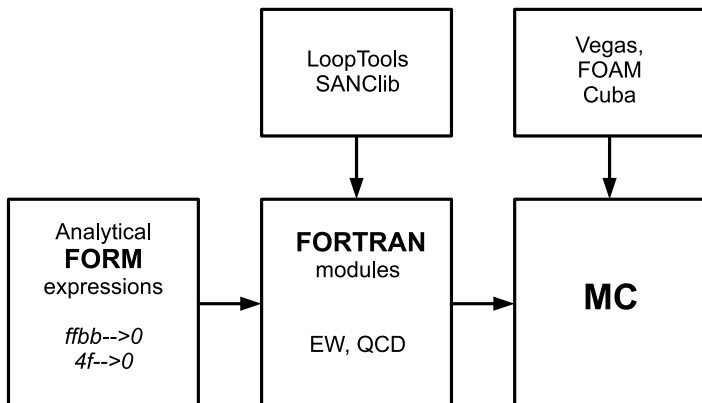 LoopTools
SANClib
Vegas,
FOAM
Cuba
Analytical
FORM
expressions
ffbb-->0
4f-->0
FORTRAN
modules
EW, QCD
MC